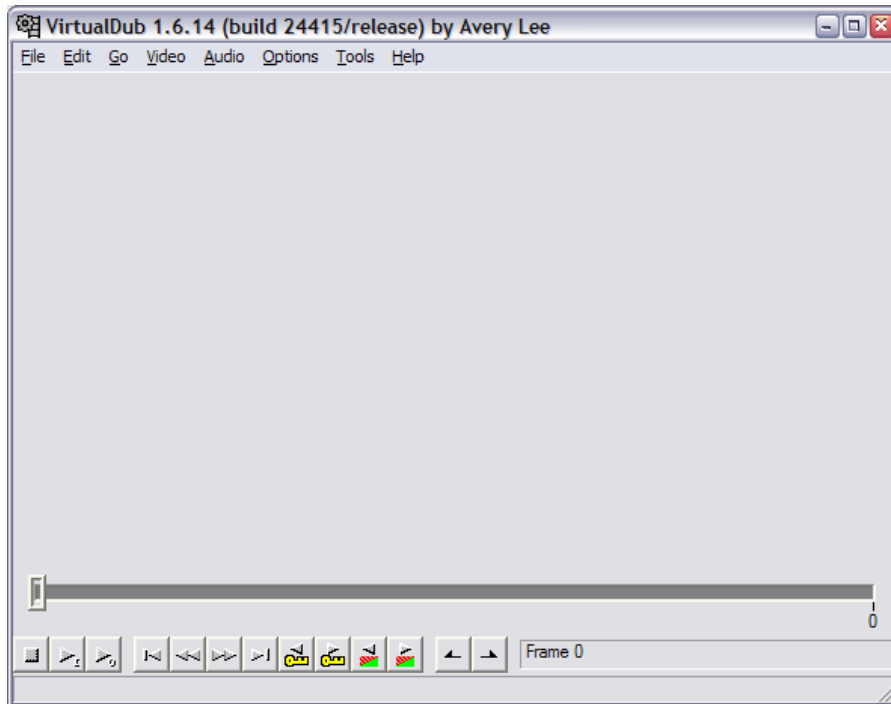 VirtualDub 1.6.14 (build 24415/release) by Avery Lee
File Edit Go Video Audio Options Tools Help
0
Frame 0